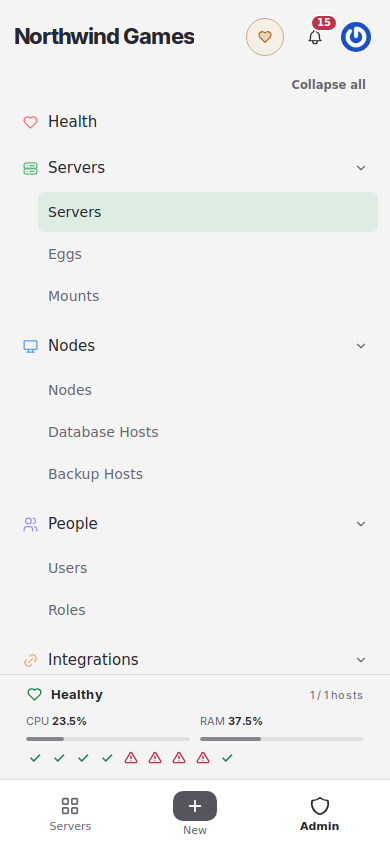 Northwind Games
15
Collapse all
Health
Servers
Servers
Eggs
Mounts
Nodes
Nodes
Database Hosts
Backup Hosts
People
Users
Roles
Integrations
Healthy
1/1 hosts
CPU 23.5%
RAM 37.5%
Servers
New
Admin